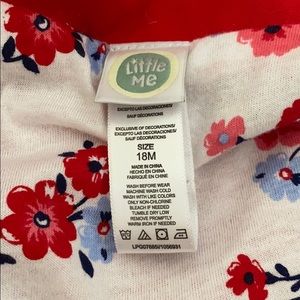 Little
Me
EXCEPTO LAS DECORACIONES/
SAUF DÉCORATIONS
EXCLUSIVE OF DECORATIONS/
EXCEPTO LAS DECORACIONES/
SAUF DÉCORATIONS
SIZE
18M
MADE IN CHINA
HECHO EN CHINA
FABRIQUÉ EN CHINE
WASH BEFORE WEAR
MACHINE WASH COLD
WASH WITH LIKE COLORS
ONLY NON-CHLORINE
BLEACH IF NEEDED
TUMBLE DRY LOW
REMOVE PROMPTLY
WARM IRON IF NEEDED